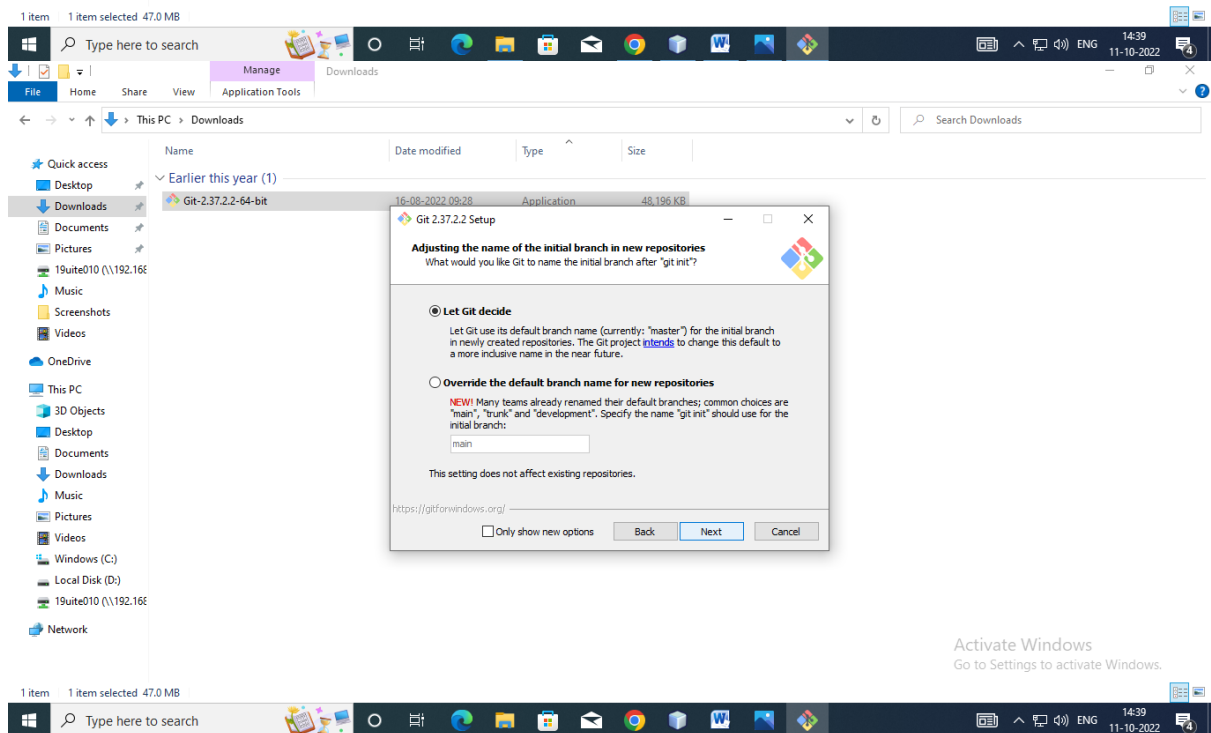 1 item 1 item selected 47.0 MB
Type here to search ENG 14:39
11-10-2022
4
Manage Downloads
File Home Share View Application Tools
This PC > Downloads Search Downloads
Name Date modified Type Size
Quick access
Earlier this year (1)
Desktop
Git-2.37.2.2-64-bit 16-08-2022 09:28 Application 48,196 KB
Downloads
Documents
Pictures
19uite010 (\\192.168
Music
Screenshots
Videos
OneDrive
This PC
3D Objects
Desktop
Documents
Downloads
Music
Pictures
Videos
Windows (C:)
Local Disk (D:)
19uite010 (\\192.168
Network
Git 2.37.2.2 Setup
Adjusting the name of the initial branch in new repositories
What would you like Git to name the initial branch after "git init"?
Let Git decide
Let Git use its default branch name (currently: "master") for the initial branch
in newly created repositories. The Git project intends to change this default to
a more inclusive name in the near future.
Override the default branch name for new repositories
NEW! Many teams already renamed their default branches; common choices are
"main", "trunk" and "development". Specify the name "git init" should use for the
initial branch:
main
This setting does not affect existing repositories.
https://gitforwindows.org/
Only show new options Back Next Cancel
Activate Windows
Go to Settings to activate Windows.
1 item 1 item selected 47.0 MB
Type here to search ENG 14:39
11-10-2022
4